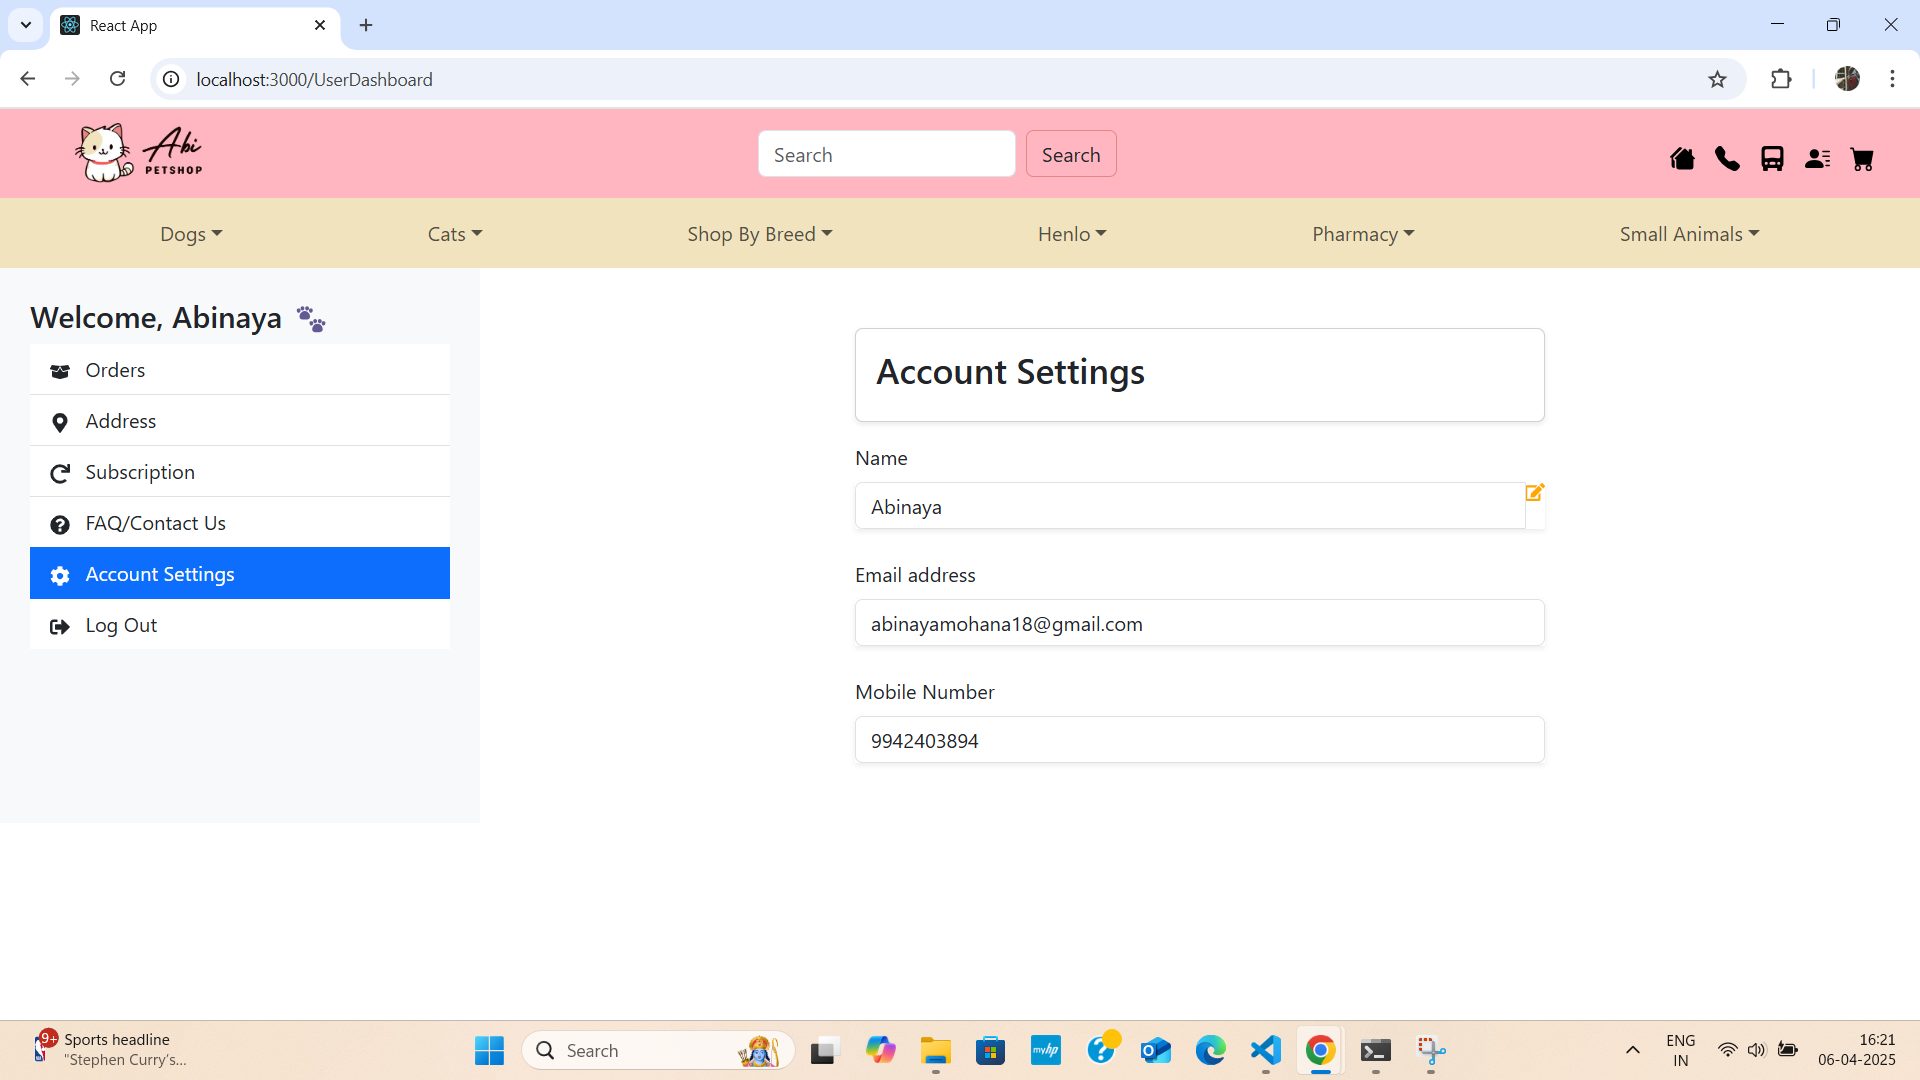 React App
localhost:3000/UserDashboard
Abi
PETSHOP
Search
Search
Dogs
Cats
Shop By Breed
Henlo
Pharmacy
Small Animals
Welcome, Abinaya
Orders
Address
Subscription
FAQ/Contact Us
Account Settings
Log Out
Account Settings
Name
Abinaya
Email address
abinayamohana18@gmail.com
Mobile Number
9942403894
9+
Sports headline
"Stephen Curry's...
Search
myhp
ENG
IN
16:21
06-04-2025